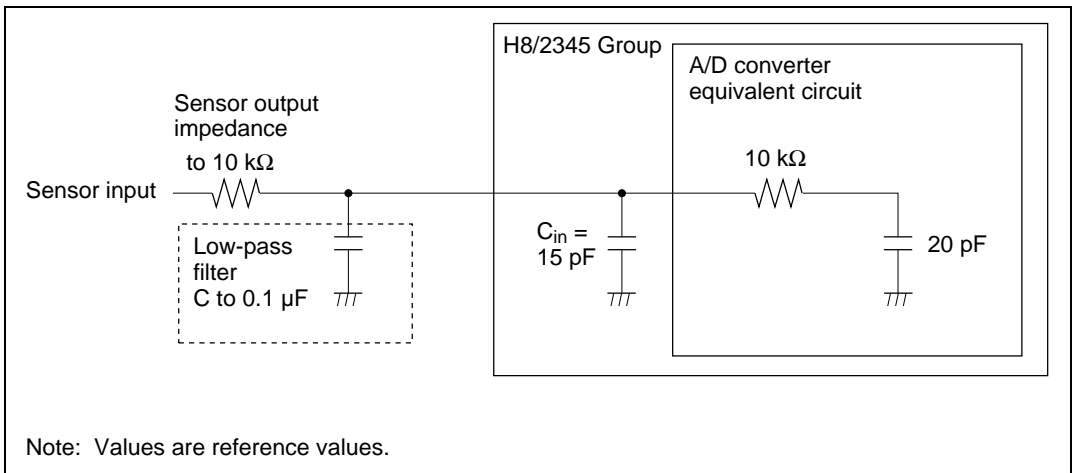 H8/2345 Group
A/D converter
equivalent circuit
Sensor output
impedance
to 10 kΩ
10 kΩ
Sensor input
Low-pass
filter
C to 0.1 µF
Cin =
15 pF
20 pF
Note: Values are reference values.